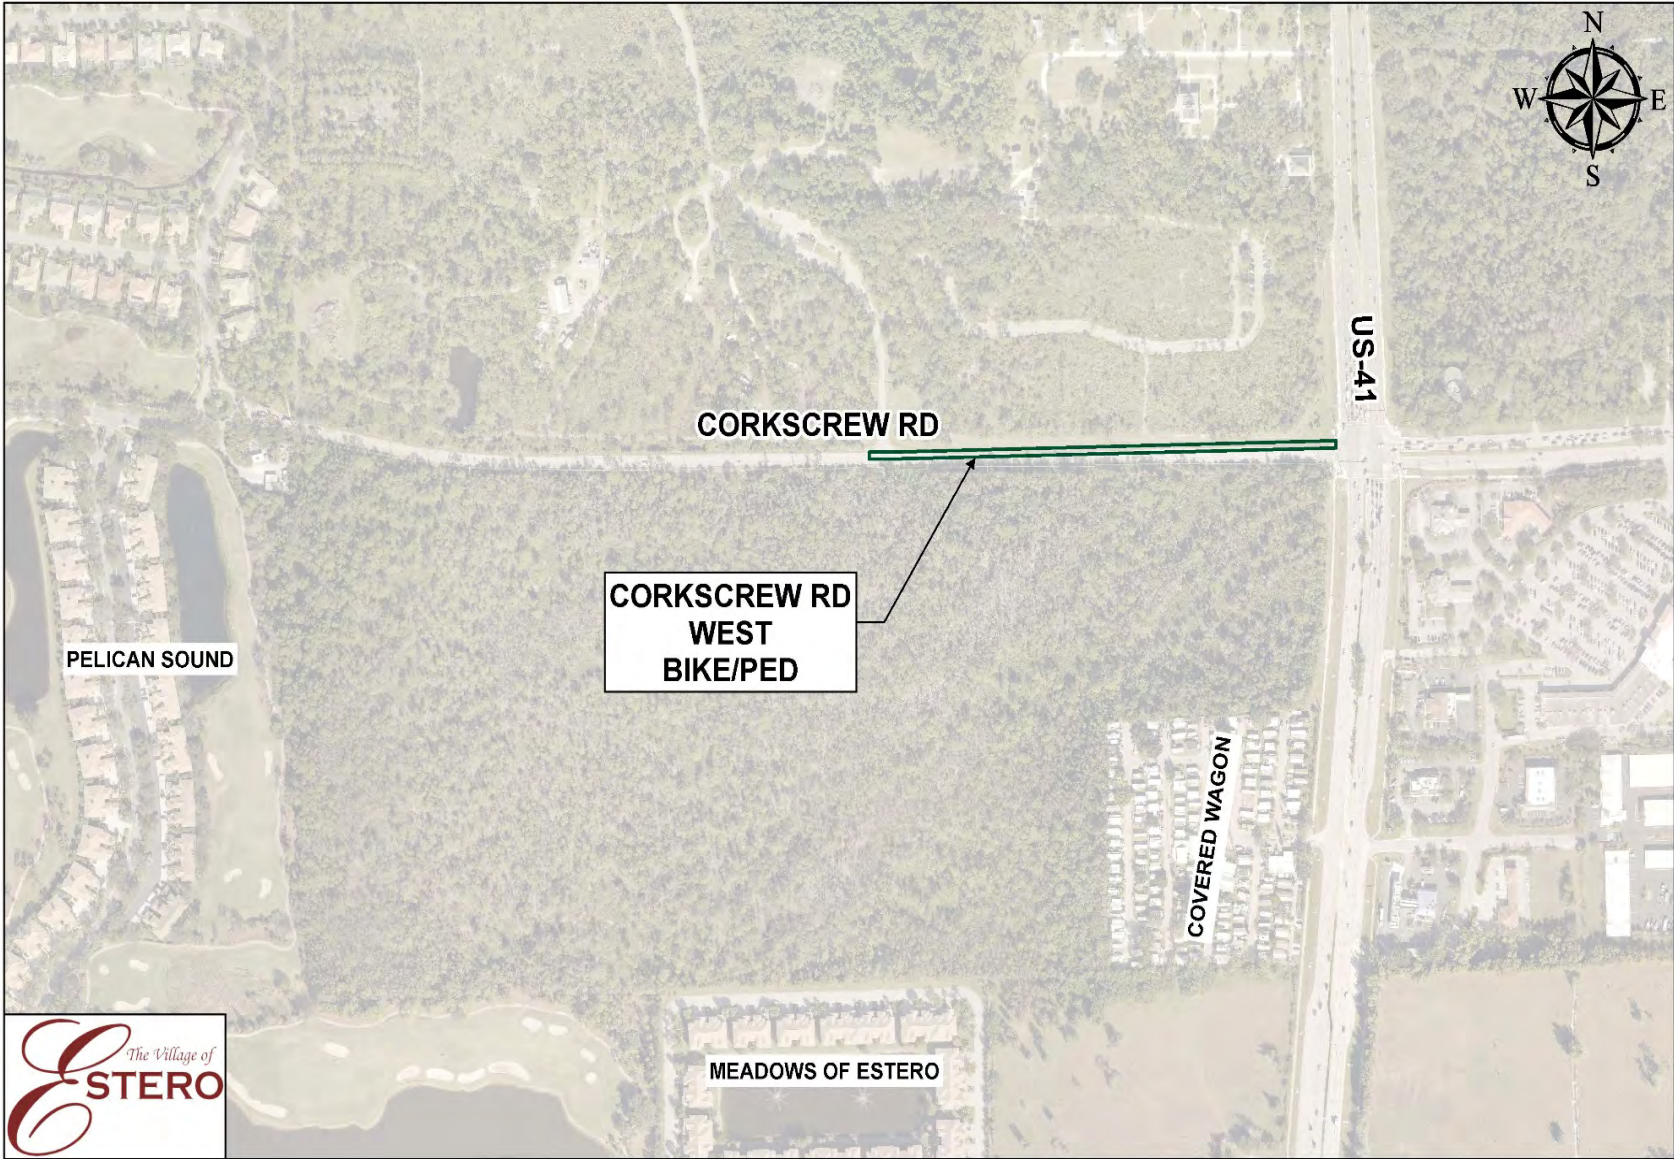 N
W E
S
US-41
CORKSCREW RD
CORKSCREW RD
WEST
BIKE/PED
PELICAN SOUND
COVERED WAGON
The Village of
ESTERO
MEADOWS OF ESTERO